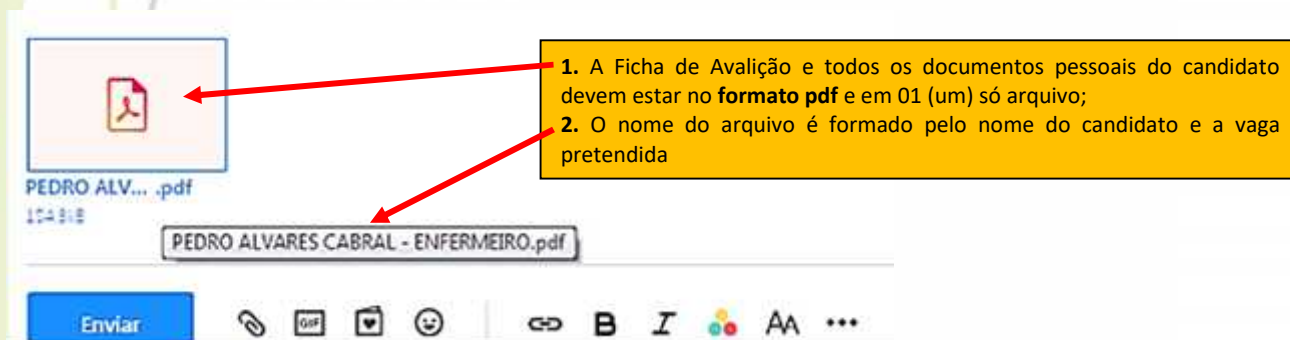 1. A Ficha de Avalição e todos os documentos pessoais do candidato
devem estar no formato pdf e em 01 (um) só arquivo;
2. O nome do arquivo é formado pelo nome do candidato e a vaga
pretendida
PEDRO ALV... .pdf
PEDRO ALVARES CABRAL - ENFERMEIRO.pdf
Enviar GIF B I AA